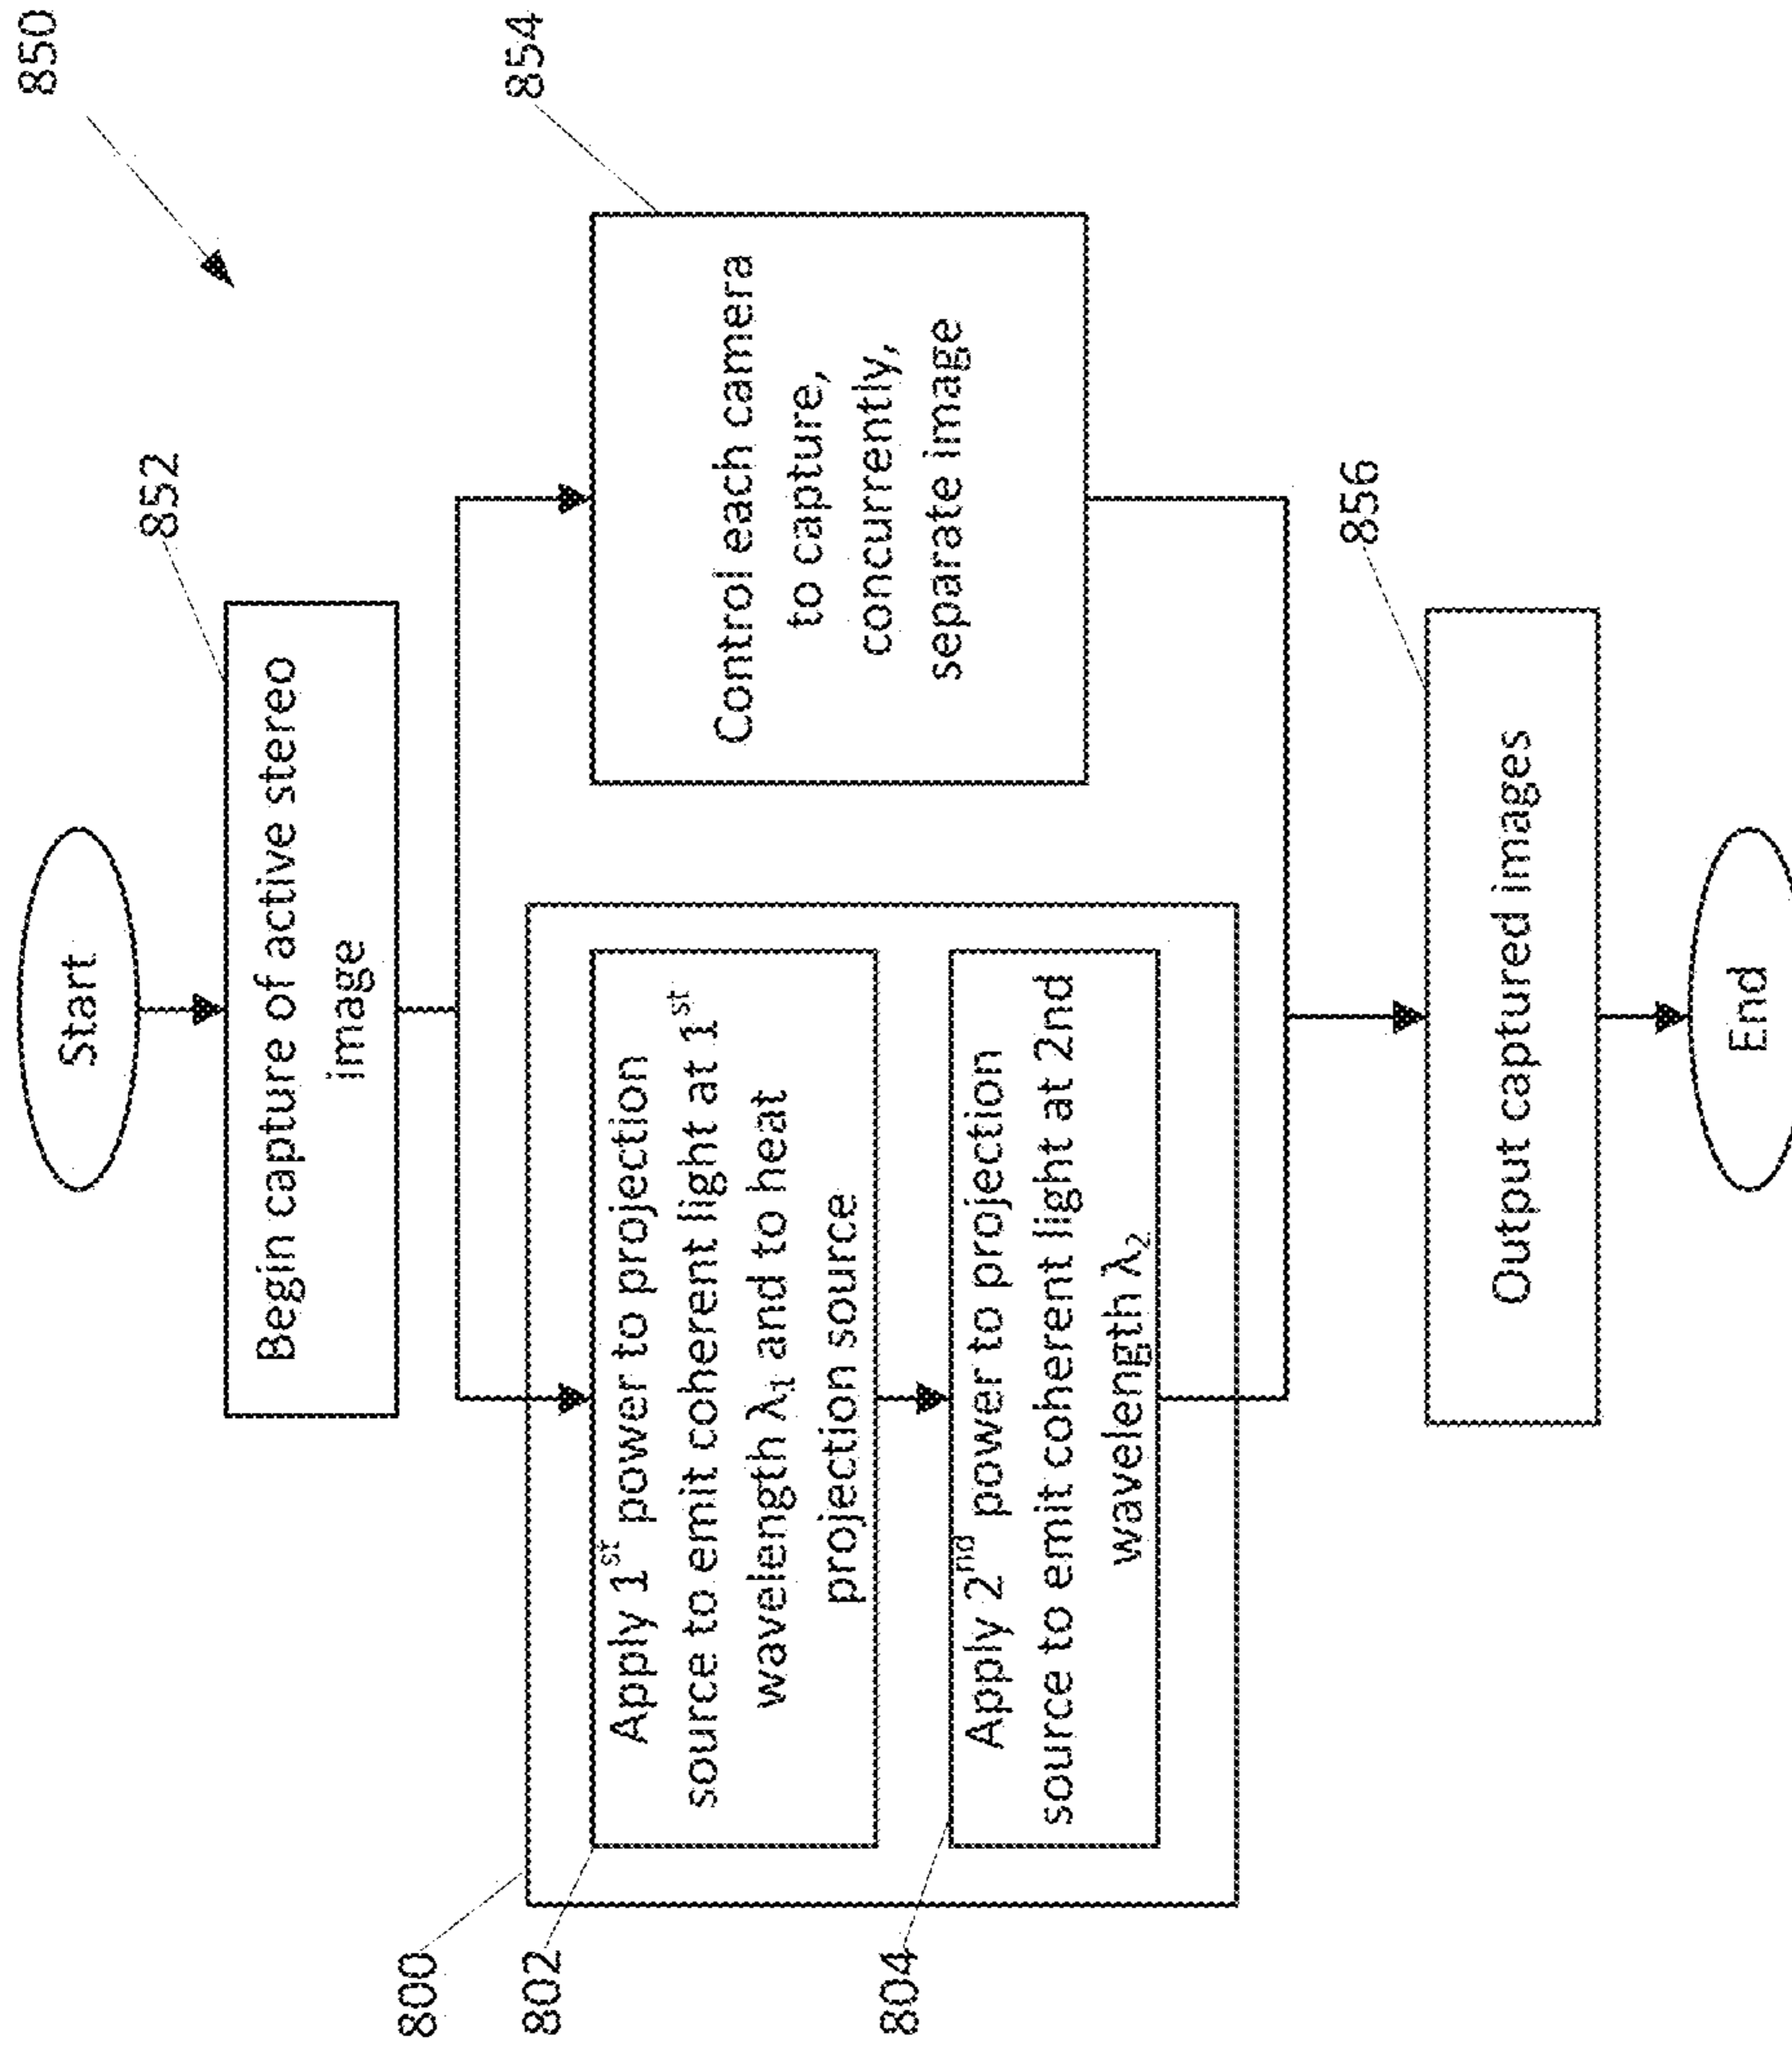 850
Start
852
Begin capture of active stereo
image
854
Control each camera
to capture,
concurrently,
separate image
800
802
Apply 1st power to projection
source to emit coherent light at 1st
wavelength λ1 and to heat
projection source
804
Apply 2nd power to projection
source to emit coherent light at 2nd
wavelength λ2
856
Output captured images
End